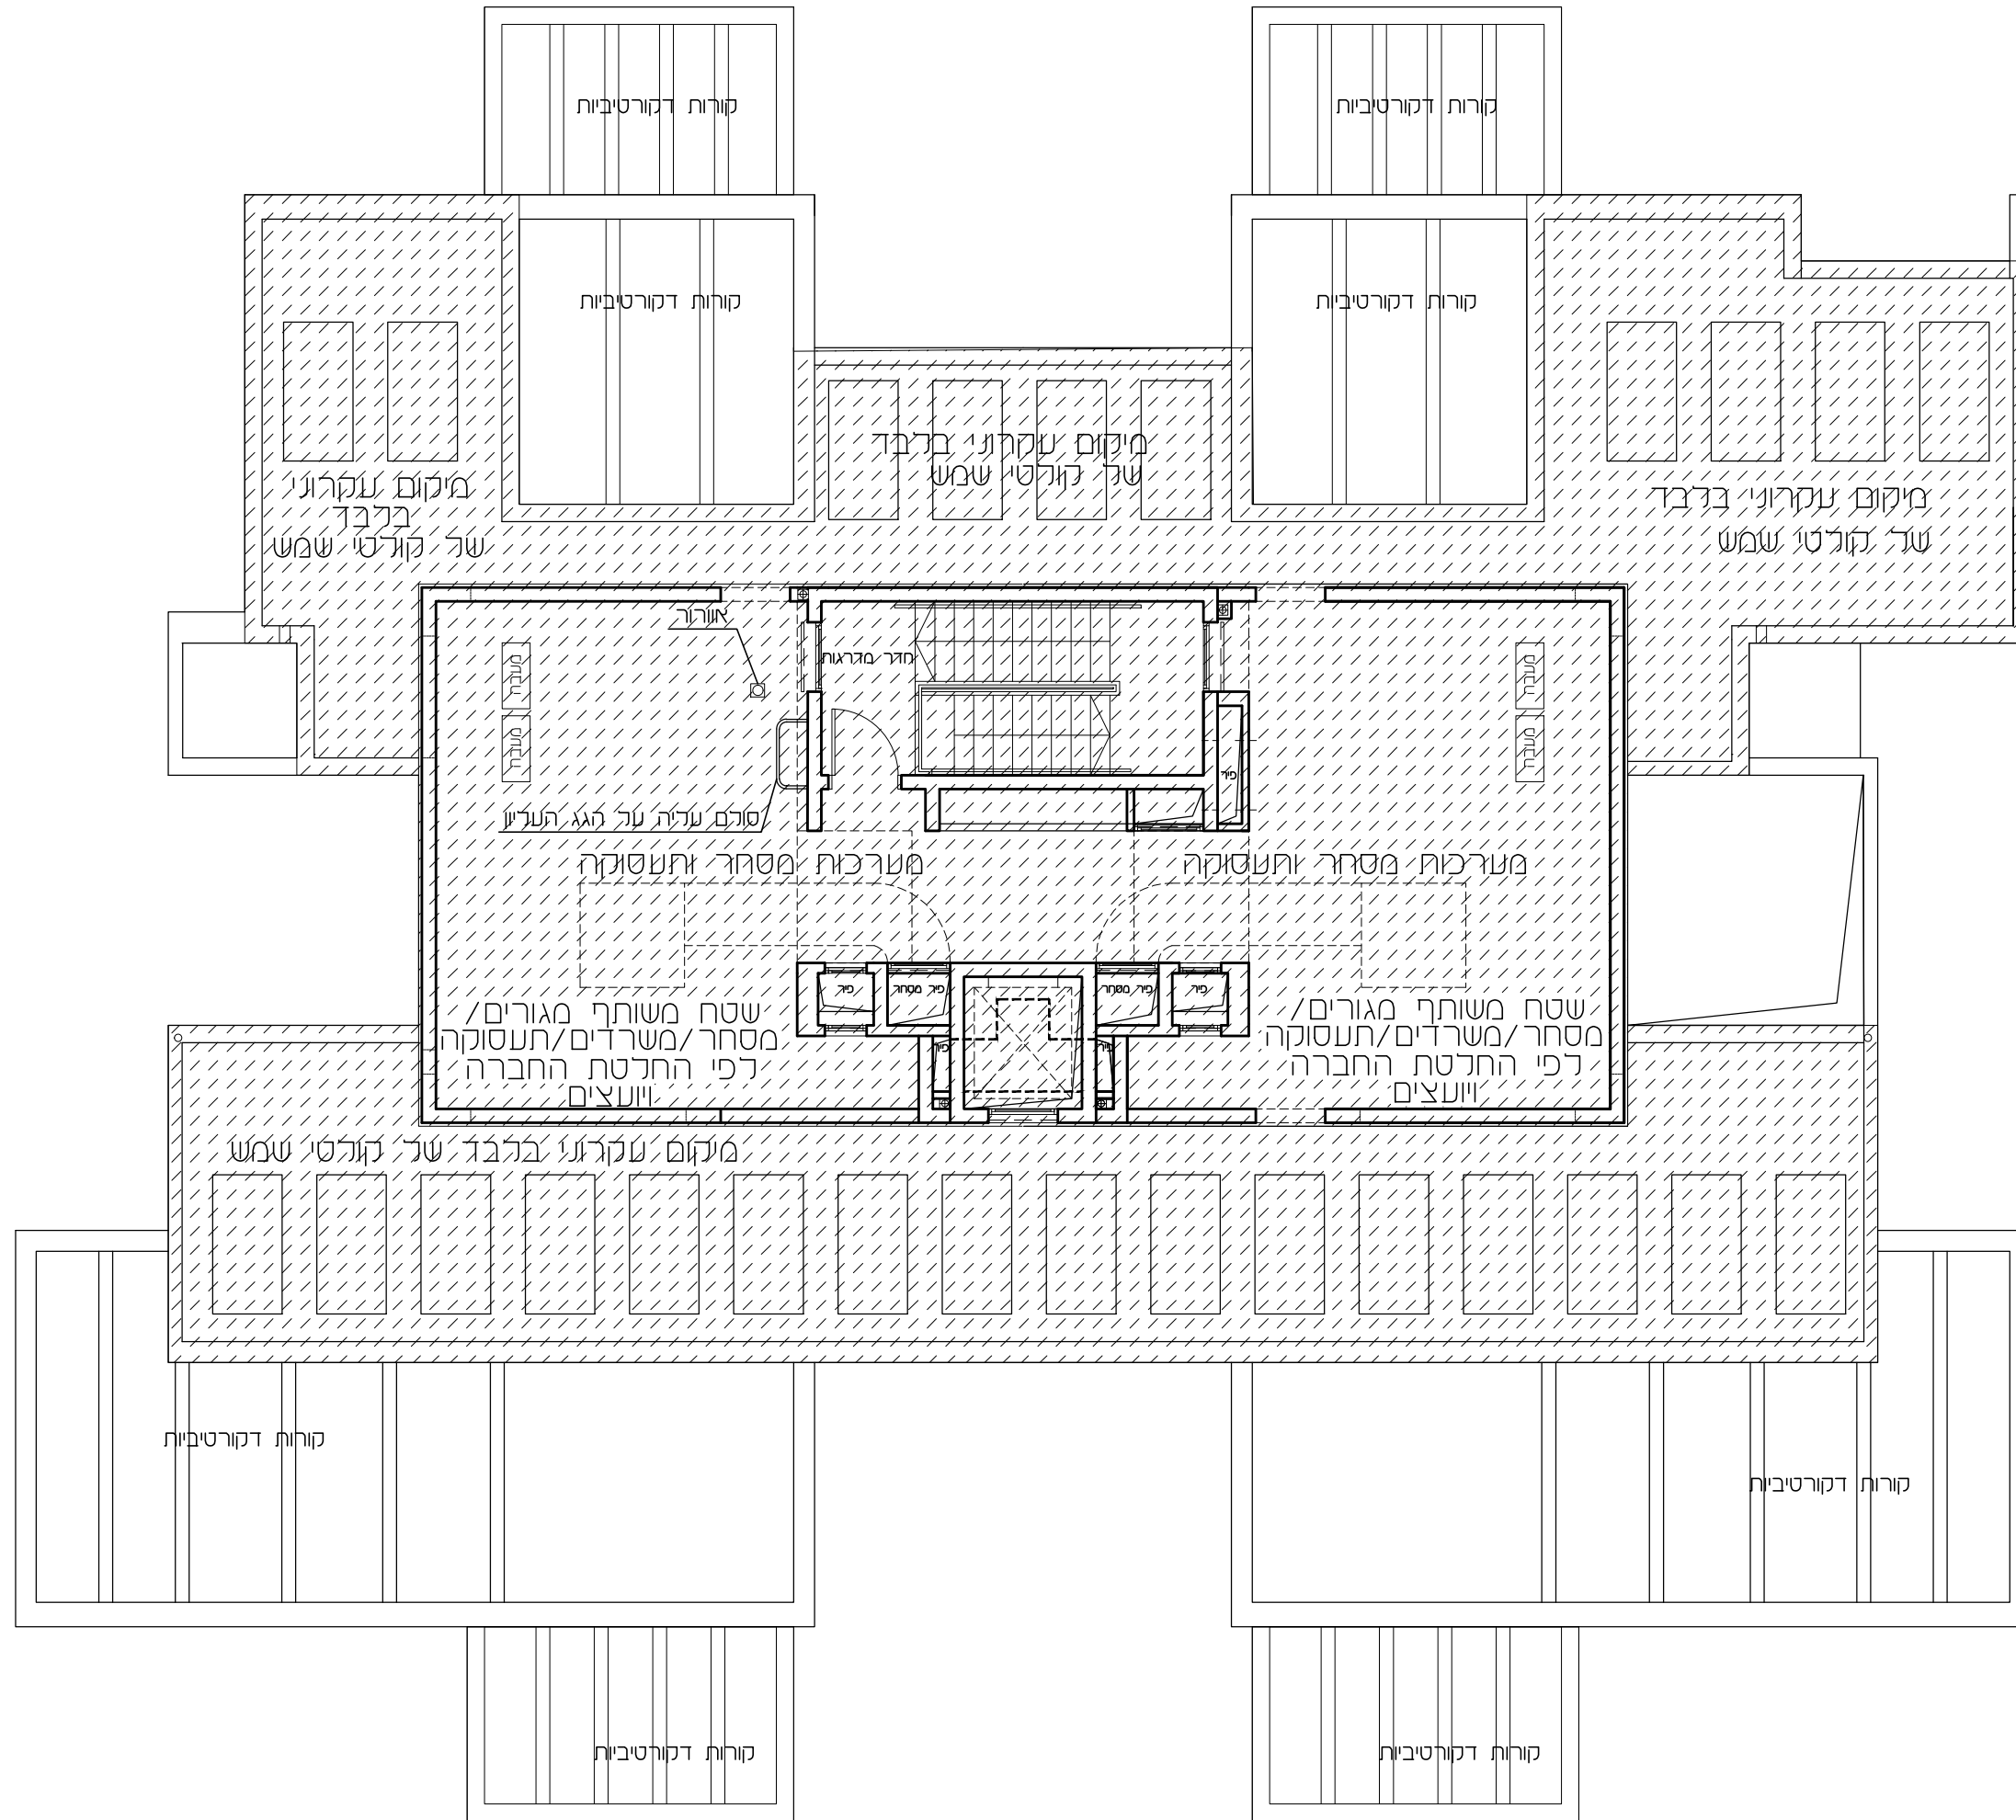 קורות דקורטיביות
קורות דקורטיביות
קורות דקורטיביות
קורות דקורטיביות
מיקום עקרוני בלבד
של קולטי שמש
מיקום עקרוני בלבד
של קולטי שמש
מיקום עקרוני
בלבד
של קולטי שמש
אוורור
חדר מדרגות
מעבה
מעבה
מעבה
מעבה
פיר
סולם עליה על הגג העליון
מערכות מסחר ותעסוקה
מערכות מסחר ותעסוקה
פיר
פיר מסחר
פיר מסחר
פיר
שטח משותף מגורים/
מסחר/משרדים/תעסוקה
לפי החלטת החברה
ויועצים
שטח משותף מגורים/
מסחר/משרדים/תעסוקה
לפי החלטת החברה
ויועצים
פיר
פיר
מיקום עקרוני בלבד של קולטי שמש
קורות דקורטיביות
קורות דקורטיביות
קורות דקורטיביות
קורות דקורטיביות